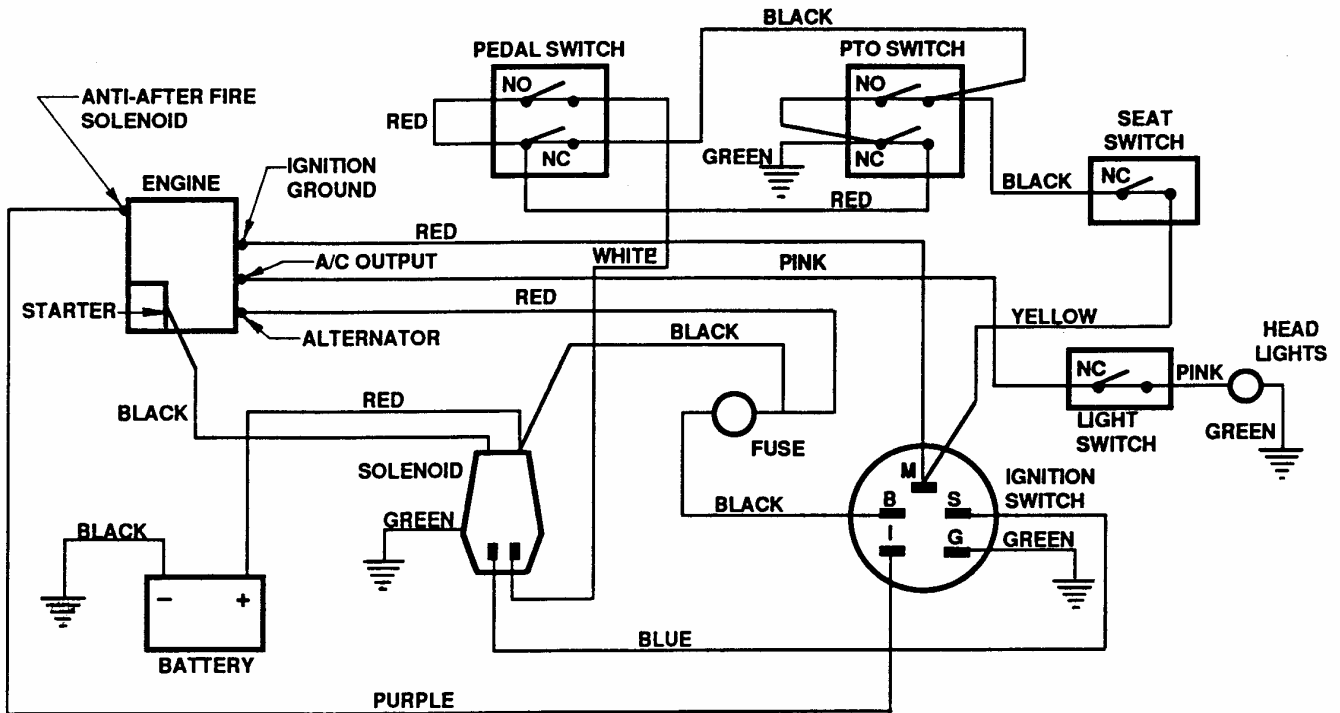 BLACK
PEDAL SWITCH
PTO SWITCH
NO
NC
RED
NO
NC
GREEN
RED
SEAT
SWITCH
NC
BLACK
ANTI-AFTER FIRE
SOLENOID
ENGINE
IGNITION
GROUND
RED
WHITE
A/C OUTPUT
PINK
STARTER
RED
ALTERNATOR
YELLOW
BLACK
HEAD
LIGHTS
NC
PINK
LIGHT
SWITCH
GREEN
BLACK
RED
FUSE
SOLENOID
GREEN
BLACK
M
B
S
I
G
IGNITION
SWITCH
GREEN
BLACK
−
+
BATTERY
BLUE
PURPLE